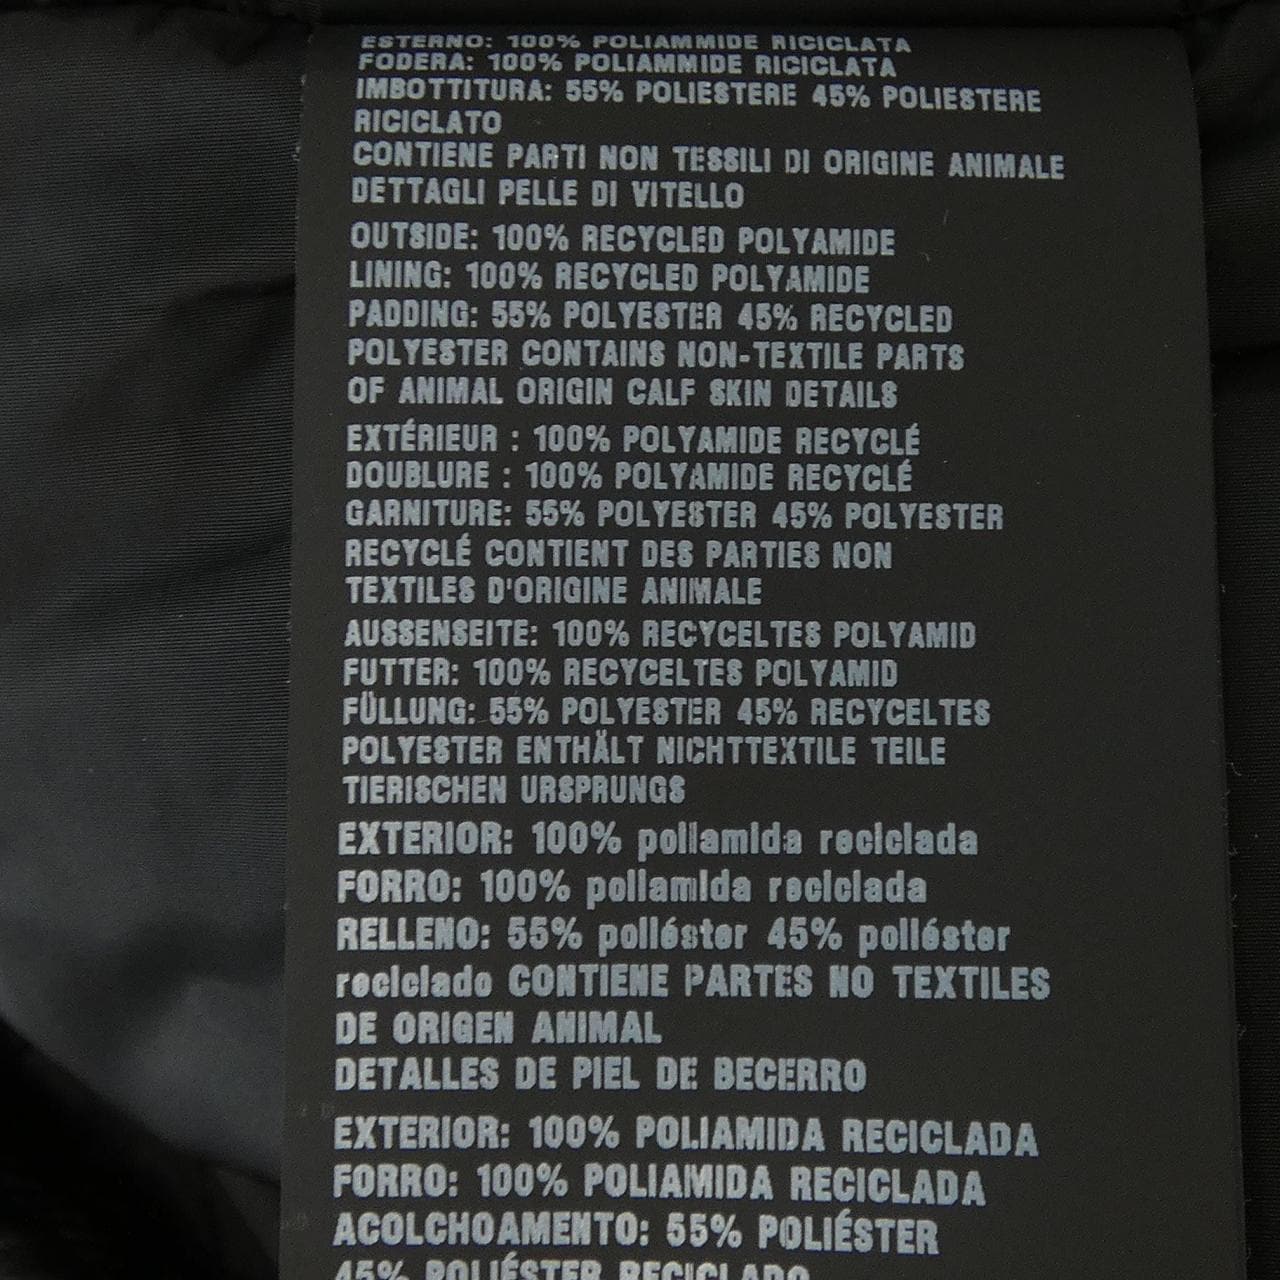 ESTERNO: 100% POLIAMMIDE RICICLATA
FODERA: 100% POLIAMMIDE RICICLATA
IMBOTTITURA: 55% POLIESTERE 45% POLIESTERE
RICICLATO
CONTIENE PARTI NON TESSILI DI ORIGINE ANIMALE
DETTAGLI PELLE DI VITELLO
OUTSIDE: 100% RECYCLED POLYAMIDE
LINING: 100% RECYCLED POLYAMIDE
PADDING: 55% POLYESTER 45% RECYCLED
POLYESTER CONTAINS NON-TEXTILE PARTS
OF ANIMAL ORIGIN CALF SKIN DETAILS
EXTÉRIEUR : 100% POLYAMIDE RECYCLÉ
DOUBLURE : 100% POLYAMIDE RECYCLÉ
GARNITURE: 55% POLYESTER 45% POLYESTER
RECYCLÉ CONTIENT DES PARTIES NON
TEXTILES D'ORIGINE ANIMALE
AUSSENSEITE: 100% RECYCELTES POLYAMID
FUTTER: 100% RECYCELTES POLYAMID
FÜLLUNG: 55% POLYESTER 45% RECYCELTES
POLYESTER ENTHÄLT NICHTTEXTILE TEILE
TIERISCHEN URSPRUNGS
EXTERIOR: 100% poliamida reciclada
FORRO: 100% poliamida reciclada
RELLENO: 55% poliéster 45% poliéster
reciclado CONTIENE PARTES NO TEXTILES
DE ORIGEN ANIMAL
DETALLES DE PIEL DE BECERRO
EXTERIOR: 100% POLIAMIDA RECICLADA
FORRO: 100% POLIAMIDA RECICLADA
ACOLCHOAMENTO: 55% POLIÉSTER
45% POLIÉSTER RECICLADO